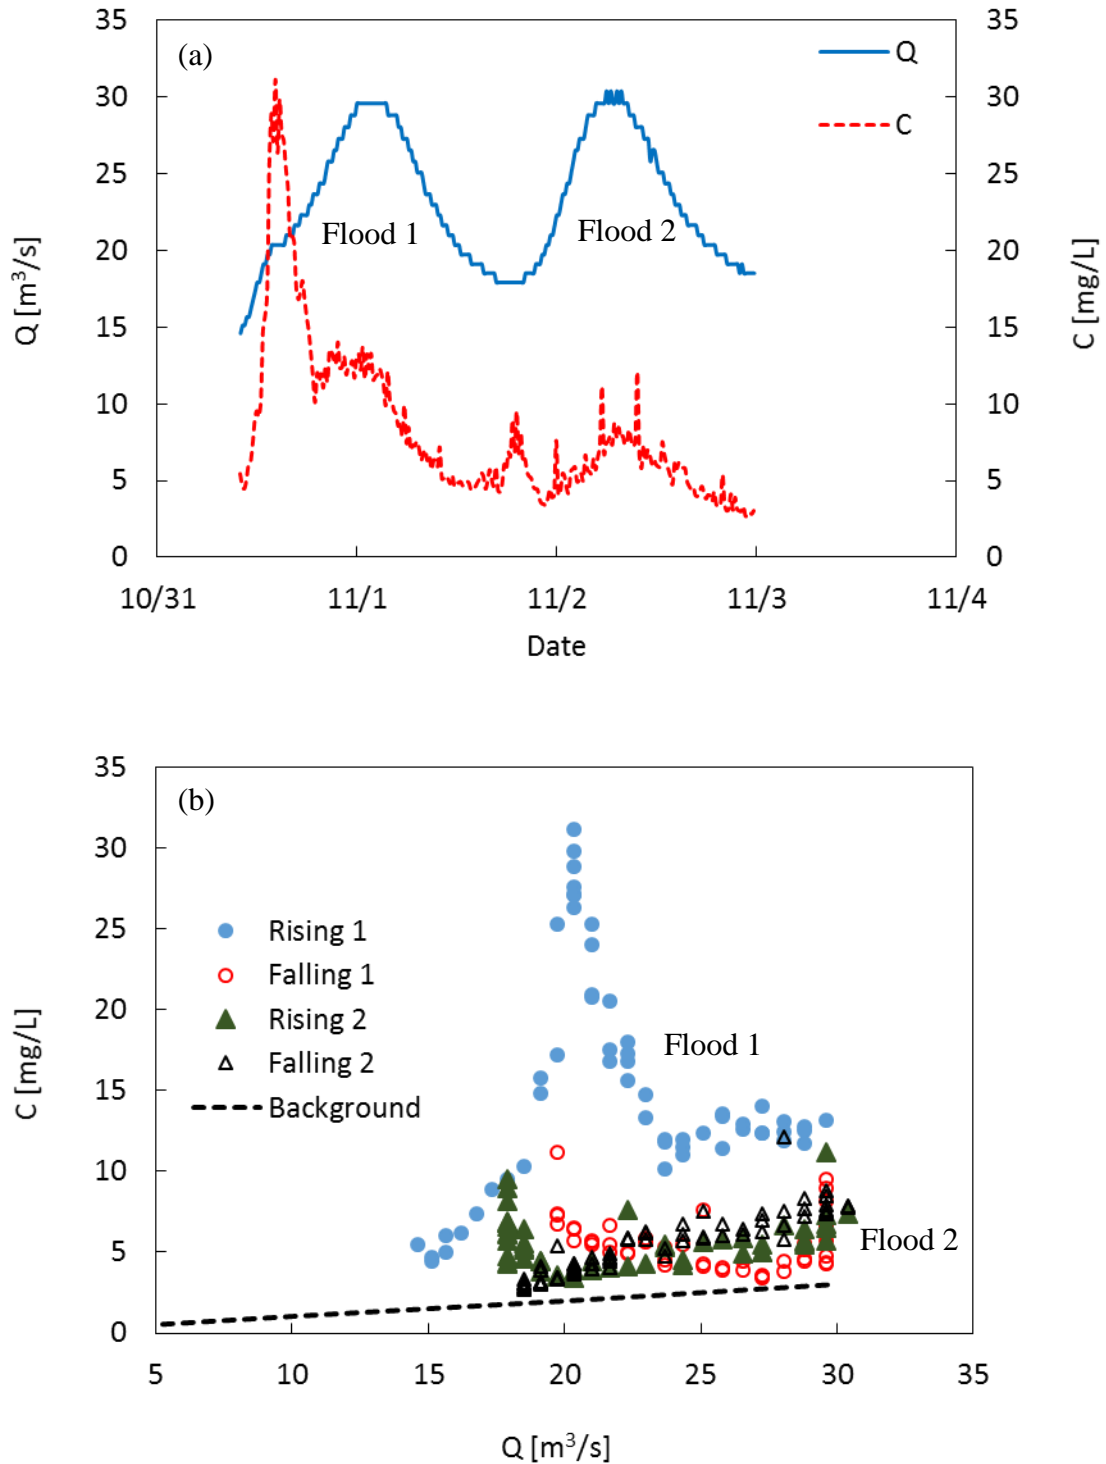 35
35
(a)
Q
30
30
C
25
25
Flood 1
Flood 2
20
20
Q [m³/s]
C [mg/L]
15
15
10
10
5
5
0
0
10/31
11/1
11/2
11/3
11/4
Date
35
(b)
30
Rising 1
25
Falling 1
20
Rising 2
Flood 1
Falling 2
C [mg/L]
15
Background
10
Flood 2
5
0
5
10
15
20
25
30
35
Q [m³/s]